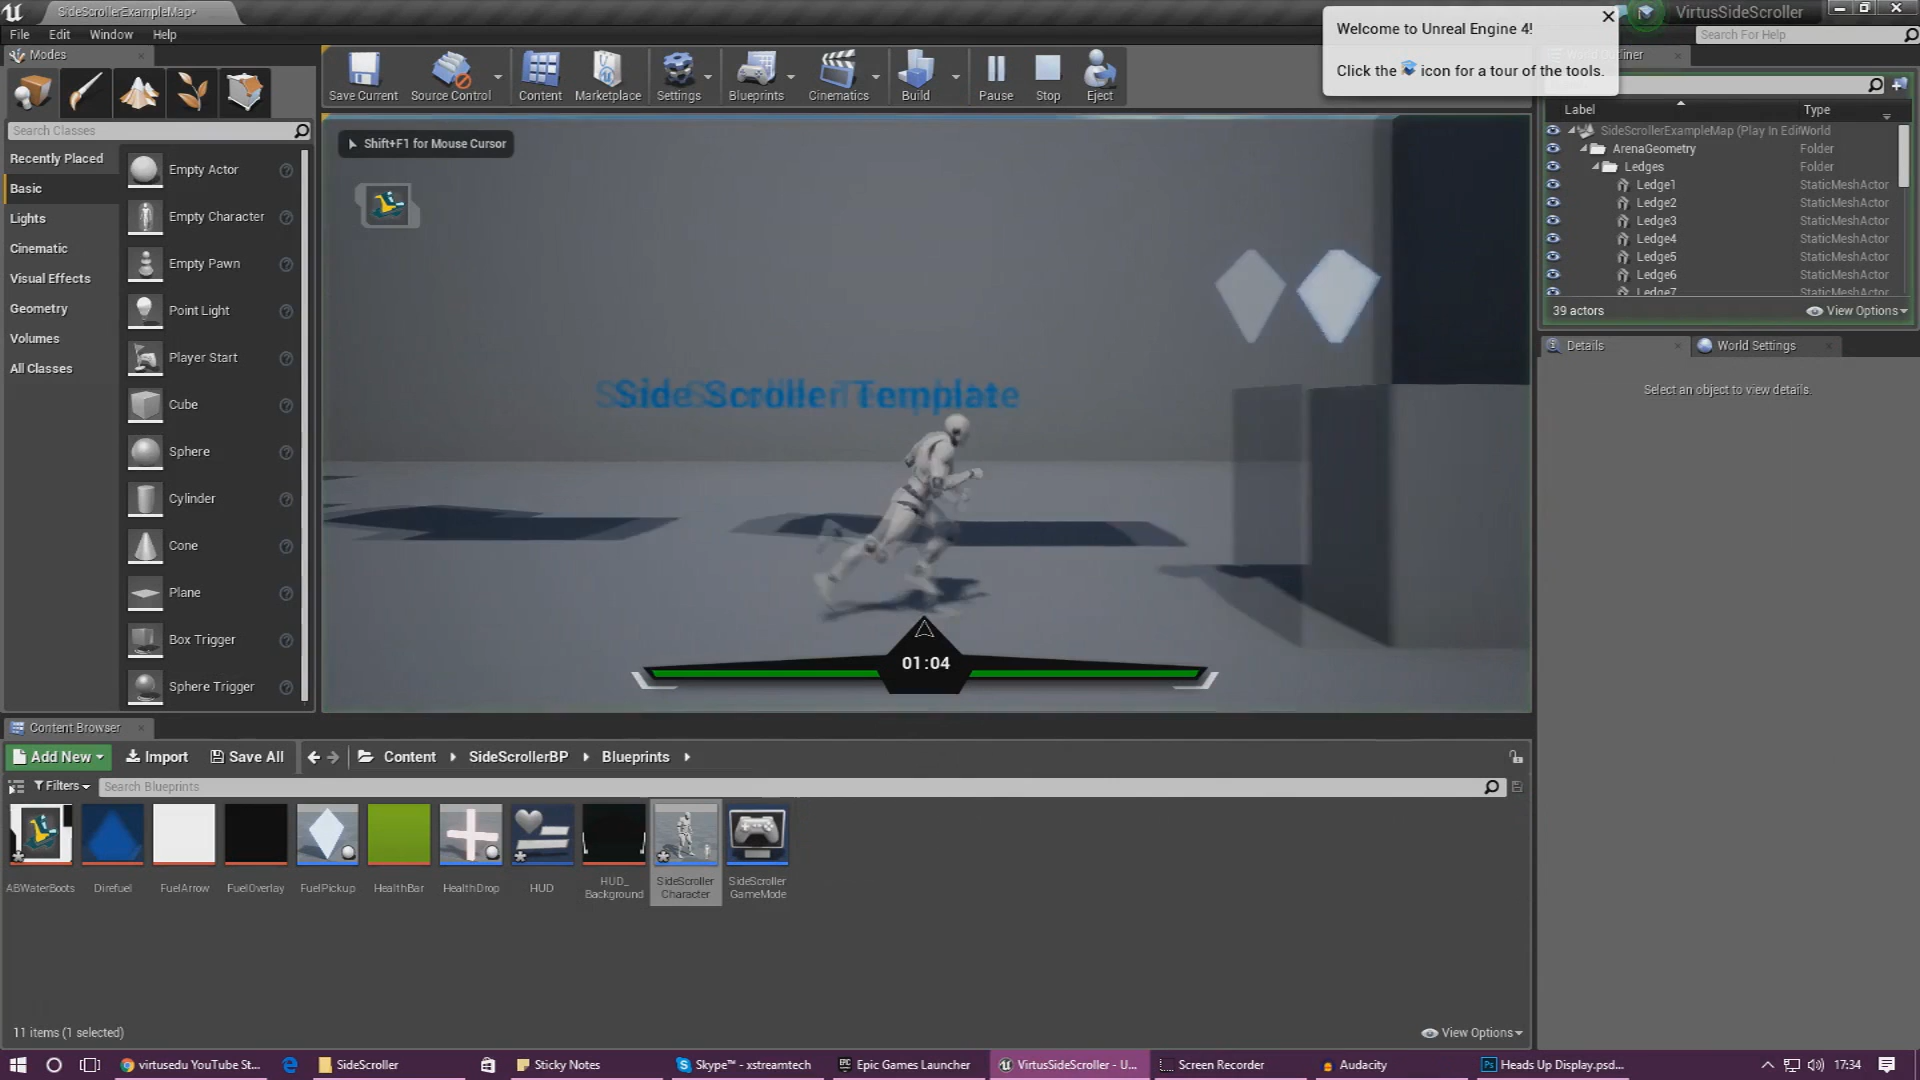 SideScrollerExampleMap*
VirtusSideScroller
File Edit Window Help
Search For Help
Welcome to Unreal Engine 4!
Click the icon for a tour of the tools.
Modes
World Outliner
Save Current
Source Control
Content
Marketplace
Settings
Blueprints
Cinematics
Build
Pause
Stop
Eject
Search Classes
Recently Placed
Basic
Lights
Cinematic
Visual Effects
Geometry
Volumes
All Classes
Empty Actor
Empty Character
Empty Pawn
Point Light
Player Start
Cube
Sphere
Cylinder
Cone
Plane
Box Trigger
Sphere Trigger
Shift+F1 for Mouse Cursor
Side Scroller Template
01:04
Label Type
SideScrollerExampleMap (Play In Edi World
ArenaGeometry Folder
Ledges Folder
Ledge1 StaticMeshActor
Ledge2 StaticMeshActor
Ledge3 StaticMeshActor
Ledge4 StaticMeshActor
Ledge5 StaticMeshActor
Ledge6 StaticMeshActor
Ledge7 StaticMeshActor
39 actors View Options
Details World Settings
Select an object to view details.
Content Browser
Add New Import Save All Content SideScrollerBP Blueprints
Filters Search Blueprints
ABWaterBoots
Direfuel
FuelArrow
FuelOverlay
FuelPickup
HealthBar
HealthDrop
HUD
HUD_
Background
SideScroller
Character
SideScroller
GameMode
11 items (1 selected) View Options
virtusedu YouTube St...
SideScroller
Sticky Notes
Skype™ - xstreamtech
Epic Games Launcher
VirtusSideScroller - U...
Screen Recorder
Audacity
Heads Up Display.psd...
17:34